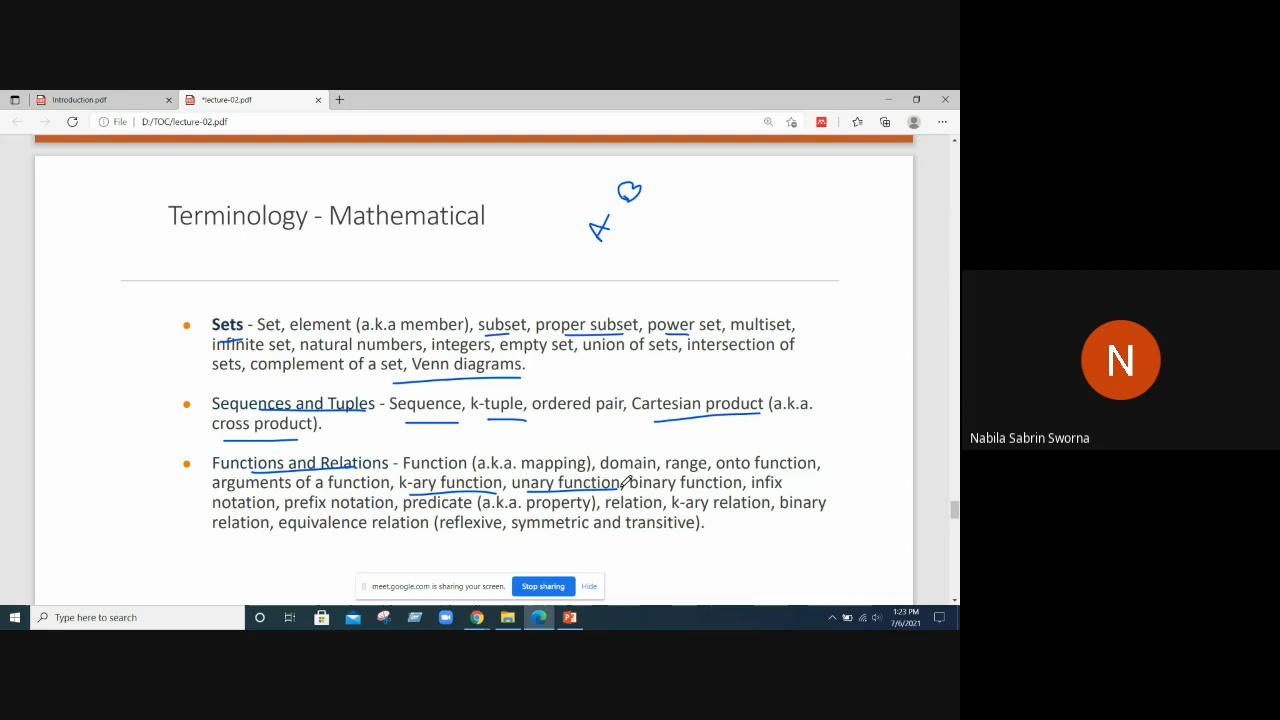 Introduction.pdf
*lecture-02.pdf
File
D:/TOC/lecture-02.pdf
Terminology - Mathematical
Sets - Set, element (a.k.a member), subset, proper subset, power set, multiset,
infinite set, natural numbers, integers, empty set, union of sets, intersection of
sets, complement of a set, Venn diagrams.
Sequences and Tuples - Sequence, k-tuple, ordered pair, Cartesian product (a.k.a.
cross product).
Functions and Relations - Function (a.k.a. mapping), domain, range, onto function,
arguments of a function, k-ary function, unary function, binary function, infix
notation, prefix notation, predicate (a.k.a. property), relation, k-ary relation, binary
relation, equivalence relation (reflexive, symmetric and transitive).
meet.google.com is sharing your screen.
Stop sharing
Hide
Type here to search
1:23 PM
7/6/2021
N
Nabila Sabrin Sworna